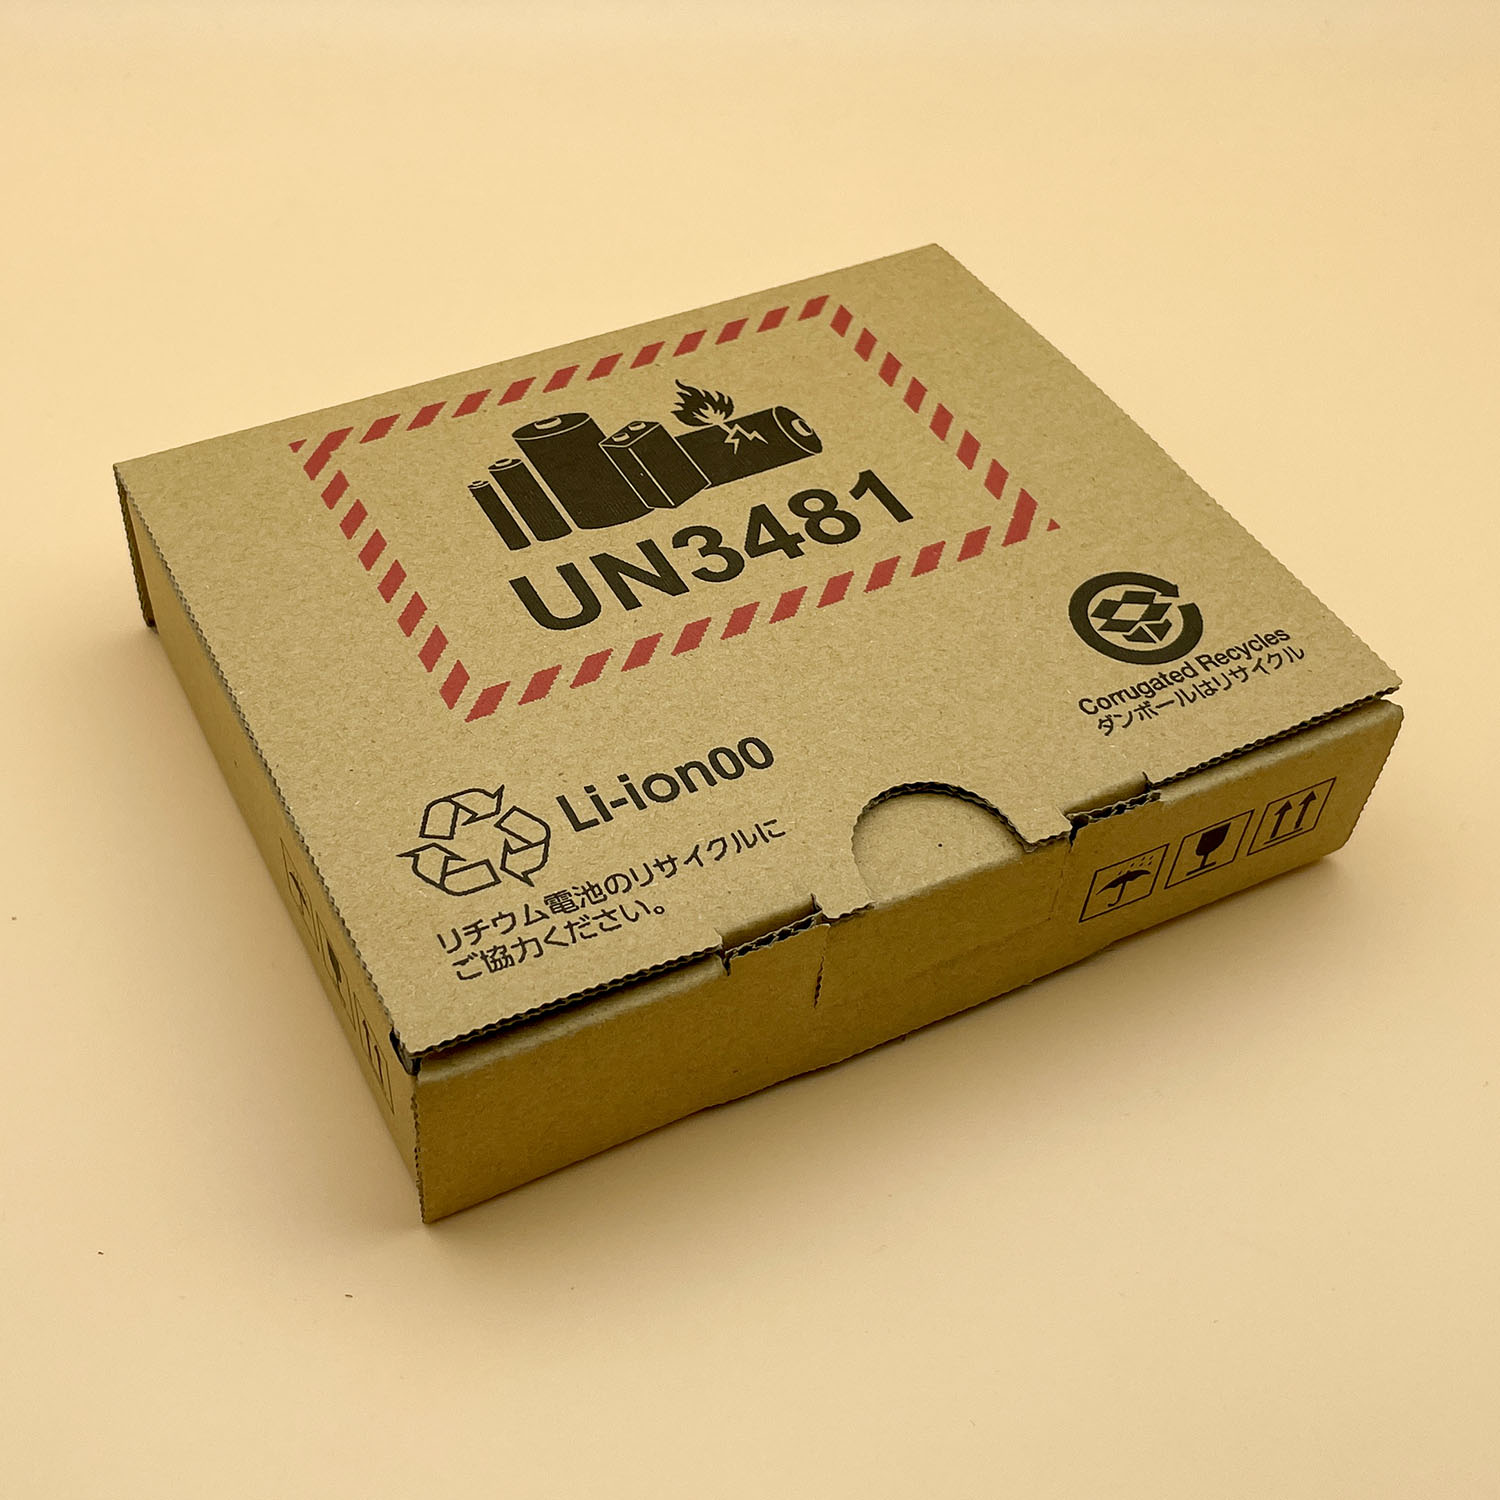 UN3481
Corrugated Recycles
ダンボールはリサイクル
Li-ion00
リチウム電池のリサイクルに
ご協力ください。